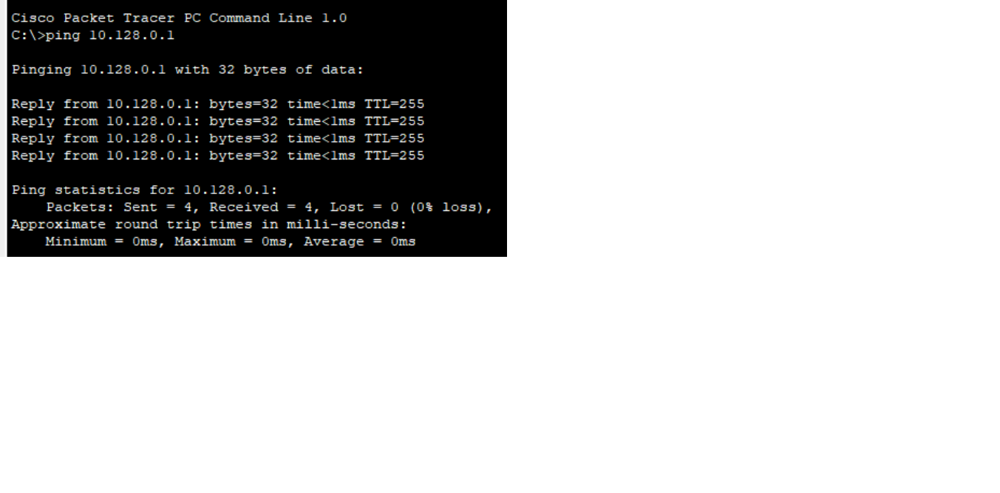 Cisco Packet Tracer PC Command Line 1.0
C:\>ping 10.128.0.1
Pinging 10.128.0.1 with 32 bytes of data:
Reply from 10.128.0.1: bytes=32 time<1ms TTL=255
Reply from 10.128.0.1: bytes=32 time<1ms TTL=255
Reply from 10.128.0.1: bytes=32 time<1ms TTL=255
Reply from 10.128.0.1: bytes=32 time<1ms TTL=255
Ping statistics for 10.128.0.1:
Packets: Sent = 4, Received = 4, Lost = 0 (0% loss),
Approximate round trip times in milli-seconds:
Minimum = 0ms, Maximum = 0ms, Average = 0ms